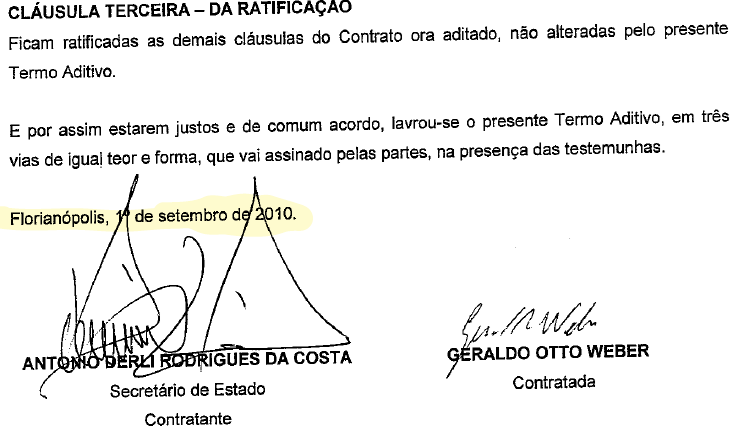 CLÁUSULA TERCEIRA – DA RATIFICAÇÃO
Ficam ratificadas as demais cláusulas do Contrato ora aditado, não alteradas pelo presente
Termo Aditivo.
E por assim estarem justos e de comum acordo, lavrou-se o presente Termo Aditivo, em três
vias de igual teor e forma, que vai assinado pelas partes, na presença das testemunhas.
Florianópolis, 1º de setembro de 2010.
ANTONIO DERLI RODRIGUES DA COSTA
Secretário de Estado
Contratante
GERALDO OTTO WEBER
Contratada